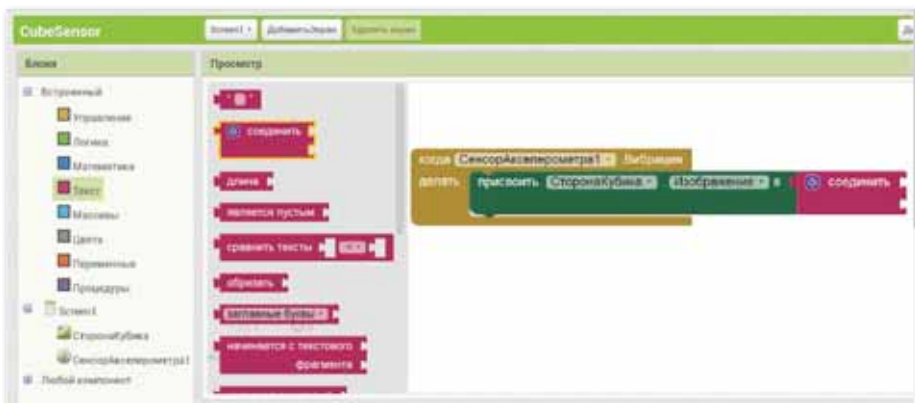 CubeSensor
Screen1
ДобавитьЭкран
Удалить экран
Блоки
Просмотр
Встроенный
Управление
Логика
Математика
Текст
Массивы
Цвета
Переменные
Процедуры
Screen1
СторонаКубика
СенсорАкселерометра1
Любой компонент
" "
соединить
длина
является пустым
сравнить тексты <
обрезать
заглавные буквы
начинается с текстового
фрагмента
когда СенсорАкселерометра1 Вибрация
делать присвоить СторонаКубика Изображение в соединить